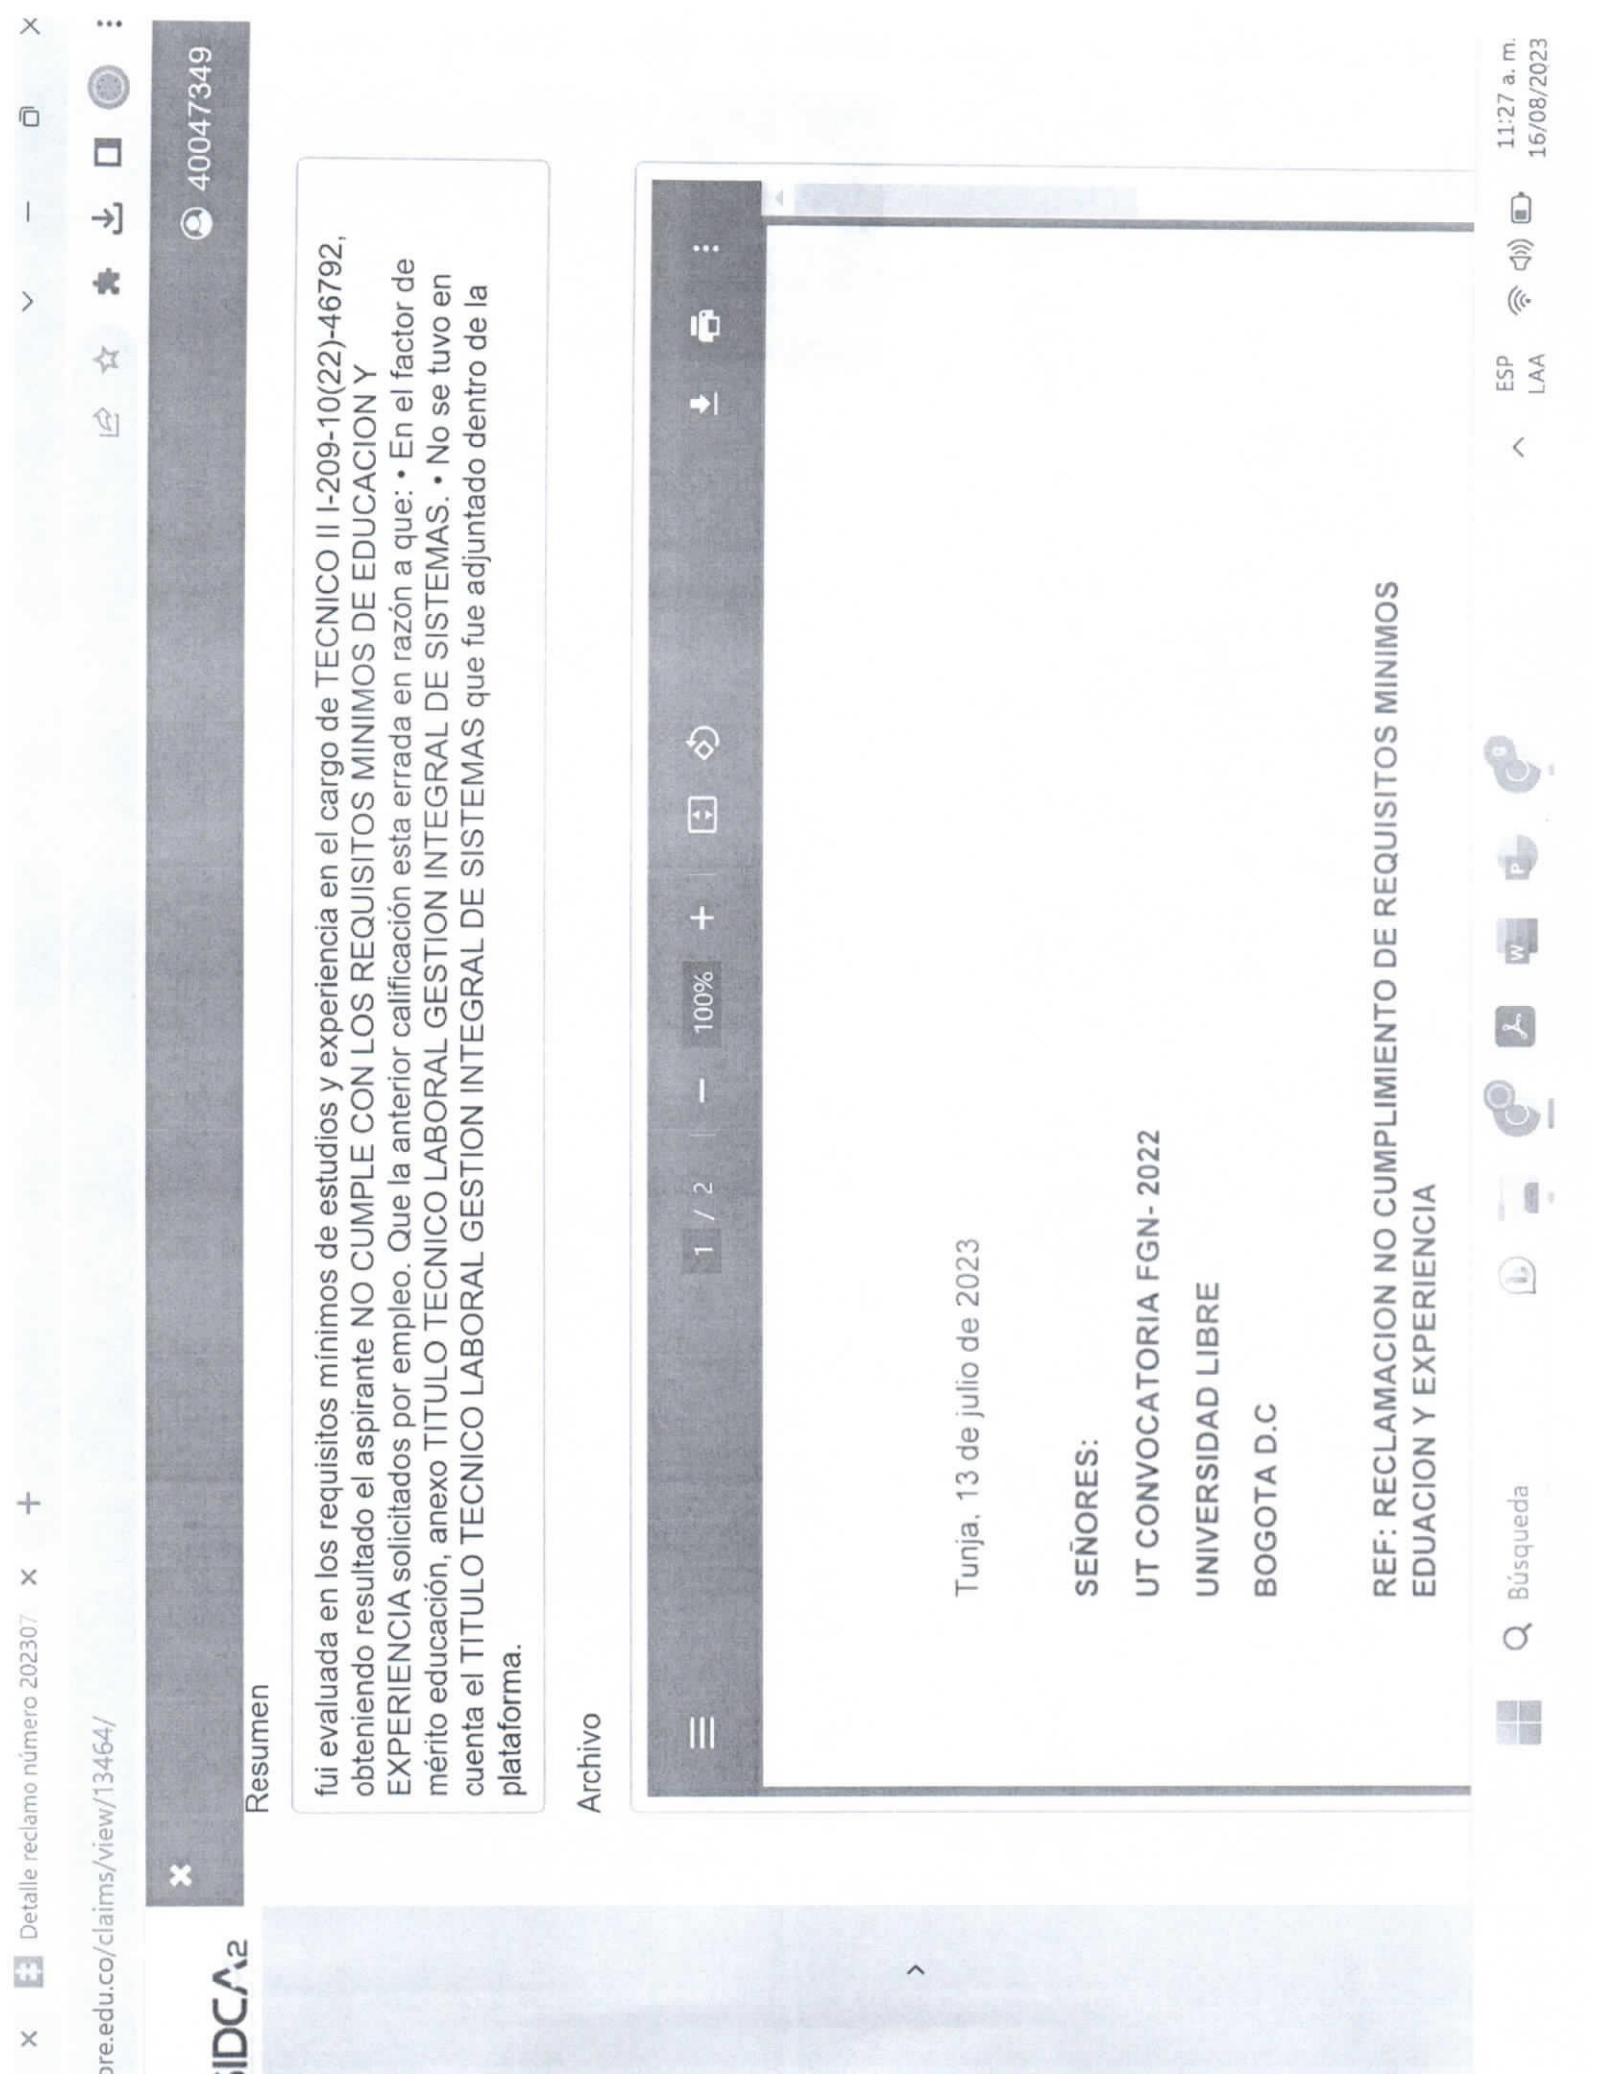 Detalle reclamo número 202307
ore.edu.co/claims/view/13464/
SIDCA2
40047349
Resumen
fui evaluada en los requisitos mínimos de estudios y experiencia en el cargo de TECNICO II I-209-10(22)-46792,
obteniendo resultado el aspirante NO CUMPLE CON LOS REQUISITOS MINIMOS DE EDUCACION Y
EXPERIENCIA solicitados por empleo. Que la anterior calificación esta errada en razón a que: • En el factor de
mérito educación, anexo TITULO TECNICO LABORAL GESTION INTEGRAL DE SISTEMAS. • No se tuvo en
cuenta el TITULO TECNICO LABORAL GESTION INTEGRAL DE SISTEMAS que fue adjuntado dentro de la
plataforma.
Archivo
1 / 2 — 100% +
Tunja, 13 de julio de 2023
SEÑORES:
UT CONVOCATORIA FGN- 2022
UNIVERSIDAD LIBRE
BOGOTA D.C
REF: RECLAMACION NO CUMPLIMIENTO DE REQUISITOS MINIMOS
EDUACION Y EXPERIENCIA
Búsqueda
W
P
ESP
LAA
11:27 a. m.
16/08/2023